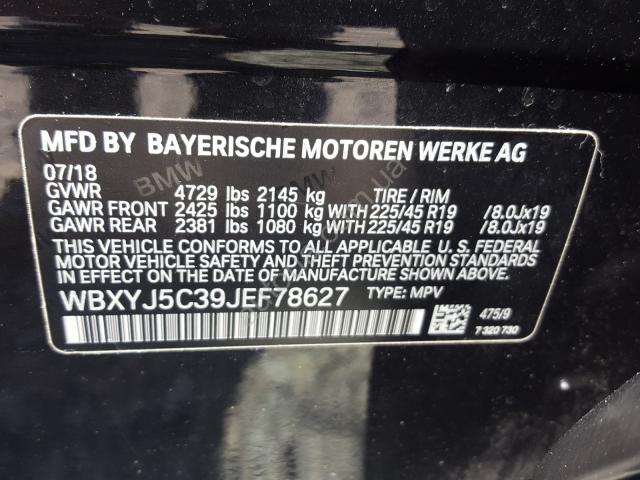 MFD BY BAYERISCHE MOTOREN WERKE AG
07/18
GVWR 4729 lbs 2145 kg TIRE / RIM
GAWR FRONT 2425 lbs 1100 kg WITH 225/45 R19 /8.0Jx19
GAWR REAR 2381 lbs 1080 kg WITH 225/45 R19 /8.0Jx19
THIS VEHICLE CONFORMS TO ALL APPLICABLE U. S. FEDERAL
MOTOR VEHICLE SAFETY AND THEFT PREVENTION STANDARDS
IN EFFECT ON THE DATE OF MANUFACTURE SHOWN ABOVE.
WBXYJ5C39JEF78627 TYPE: MPV
475/9
7 320 730
BMW
BMW